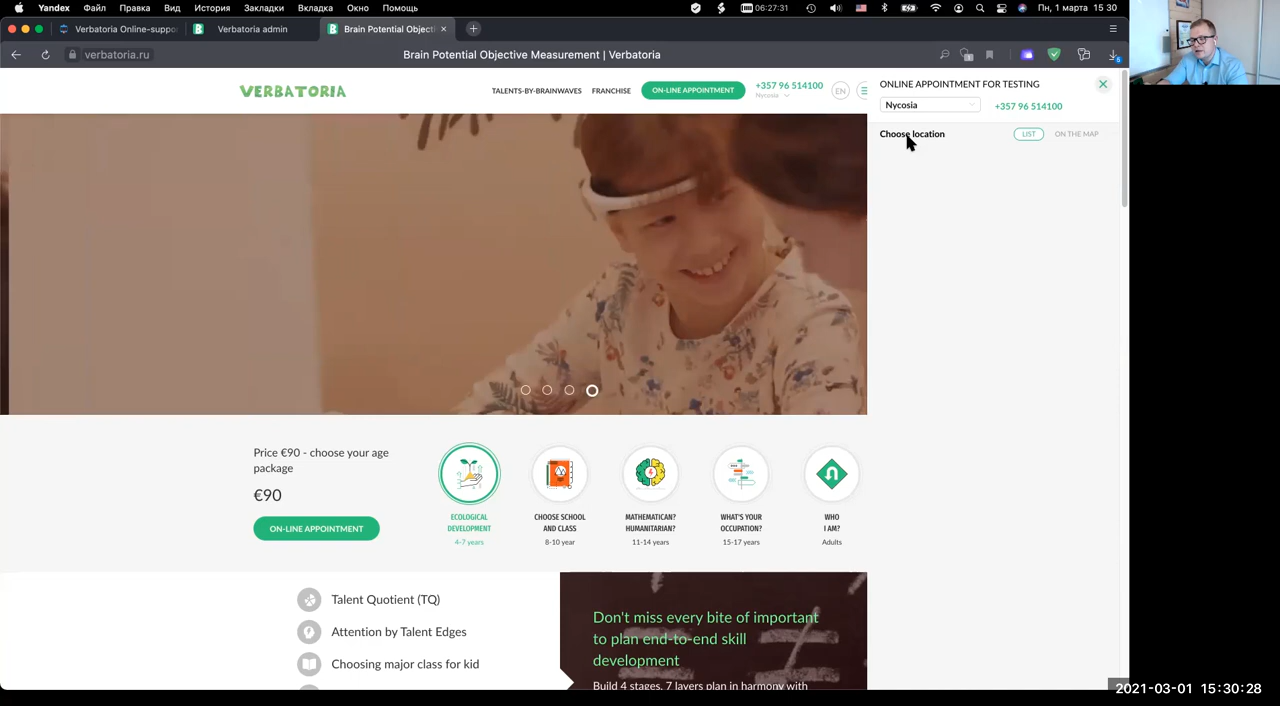 Yandex Файл Правка Вид История Закладки Вкладка Окно Помощь 06:27:31 Пн, 1 марта 15 30
Verbatoria Online-suppo Verbatoria admin Brain Potential Objecti
verbatoria.ru Brain Potential Objective Measurement | Verbatoria
VERBATORIA TALENTS-BY-BRAINWAVES FRANCHISE ON-LINE APPOINTMENT +357 96 514100 EN
Nycosia
ONLINE APPOINTMENT FOR TESTING
Nycosia +357 96 514100
Choose location LIST ON THE MAP
Price €90 - choose your age
package
€90
ON-LINE APPOINTMENT
ECOLOGICAL
DEVELOPMENT
4-7 years
CHOOSE SCHOOL
AND CLASS
8-10 year
MATHEMATICAN?
HUMANITARIAN?
11-14 years
WHAT'S YOUR
OCCUPATION?
15-17 years
WHO
I AM?
Adults
Talent Quotient (TQ)
Attention by Talent Edges
Choosing major class for kid
Don't miss every bite of important
to plan end-to-end skill
development
Build 4 stages, 7 layers plan in harmony with
2021-03-01 15:30:28